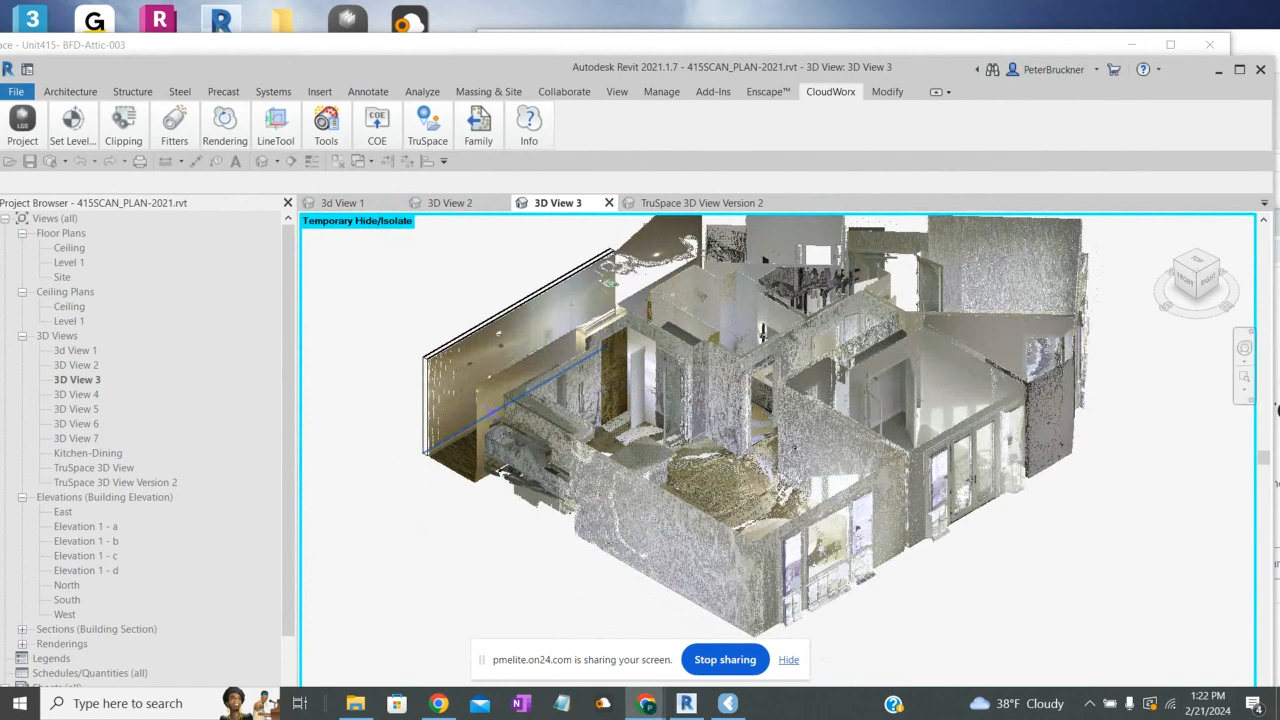 3
G
R
R
ace - Unit415- BFD-Attic-003
Autodesk Revit 2021.1.7 - 415SCAN_PLAN-2021.rvt - 3D View: 3D View 3
PeterBruckner
File
Architecture
Structure
Steel
Precast
Systems
Insert
Annotate
Analyze
Massing & Site
Collaborate
View
Manage
Add-Ins
Enscape™
CloudWorx
Modify
Project
Set Level...
Clipping
Fitters
Rendering
LineTool
Tools
COE
TruSpace
Family
Info
Project Browser - 415SCAN_PLAN-2021.rvt
3d View 1
3D View 2
3D View 3
TruSpace 3D View Version 2
Temporary Hide/Isolate
Views (all)
Floor Plans
Ceiling
Level 1
Site
Ceiling Plans
Ceiling
Level 1
3D Views
3d View 1
3D View 2
3D View 3
3D View 4
3D View 5
3D View 6
3D View 7
Kitchen-Dining
TruSpace 3D View
TruSpace 3D View Version 2
Elevations (Building Elevation)
East
Elevation 1 - a
Elevation 1 - b
Elevation 1 - c
Elevation 1 - d
North
South
West
Sections (Building Section)
Renderings
Legends
Schedules/Quantities (all)
TOP
FRONT
RIGHT
pmelite.on24.com is sharing your screen.
Stop sharing
Hide
Type here to search
38°F Cloudy
1:22 PM
2/21/2024
4